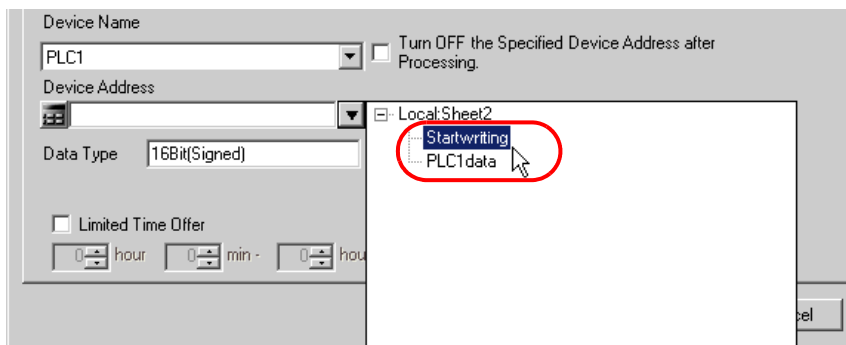 Device Name
PLC1
Turn OFF the Specified Device Address after
Processing.
Device Address
Local:Sheet2
Startwriting
PLC1data
Data Type 16Bit(Signed)
Limited Time Offer
0 hour 0 min - 0 hou
cel